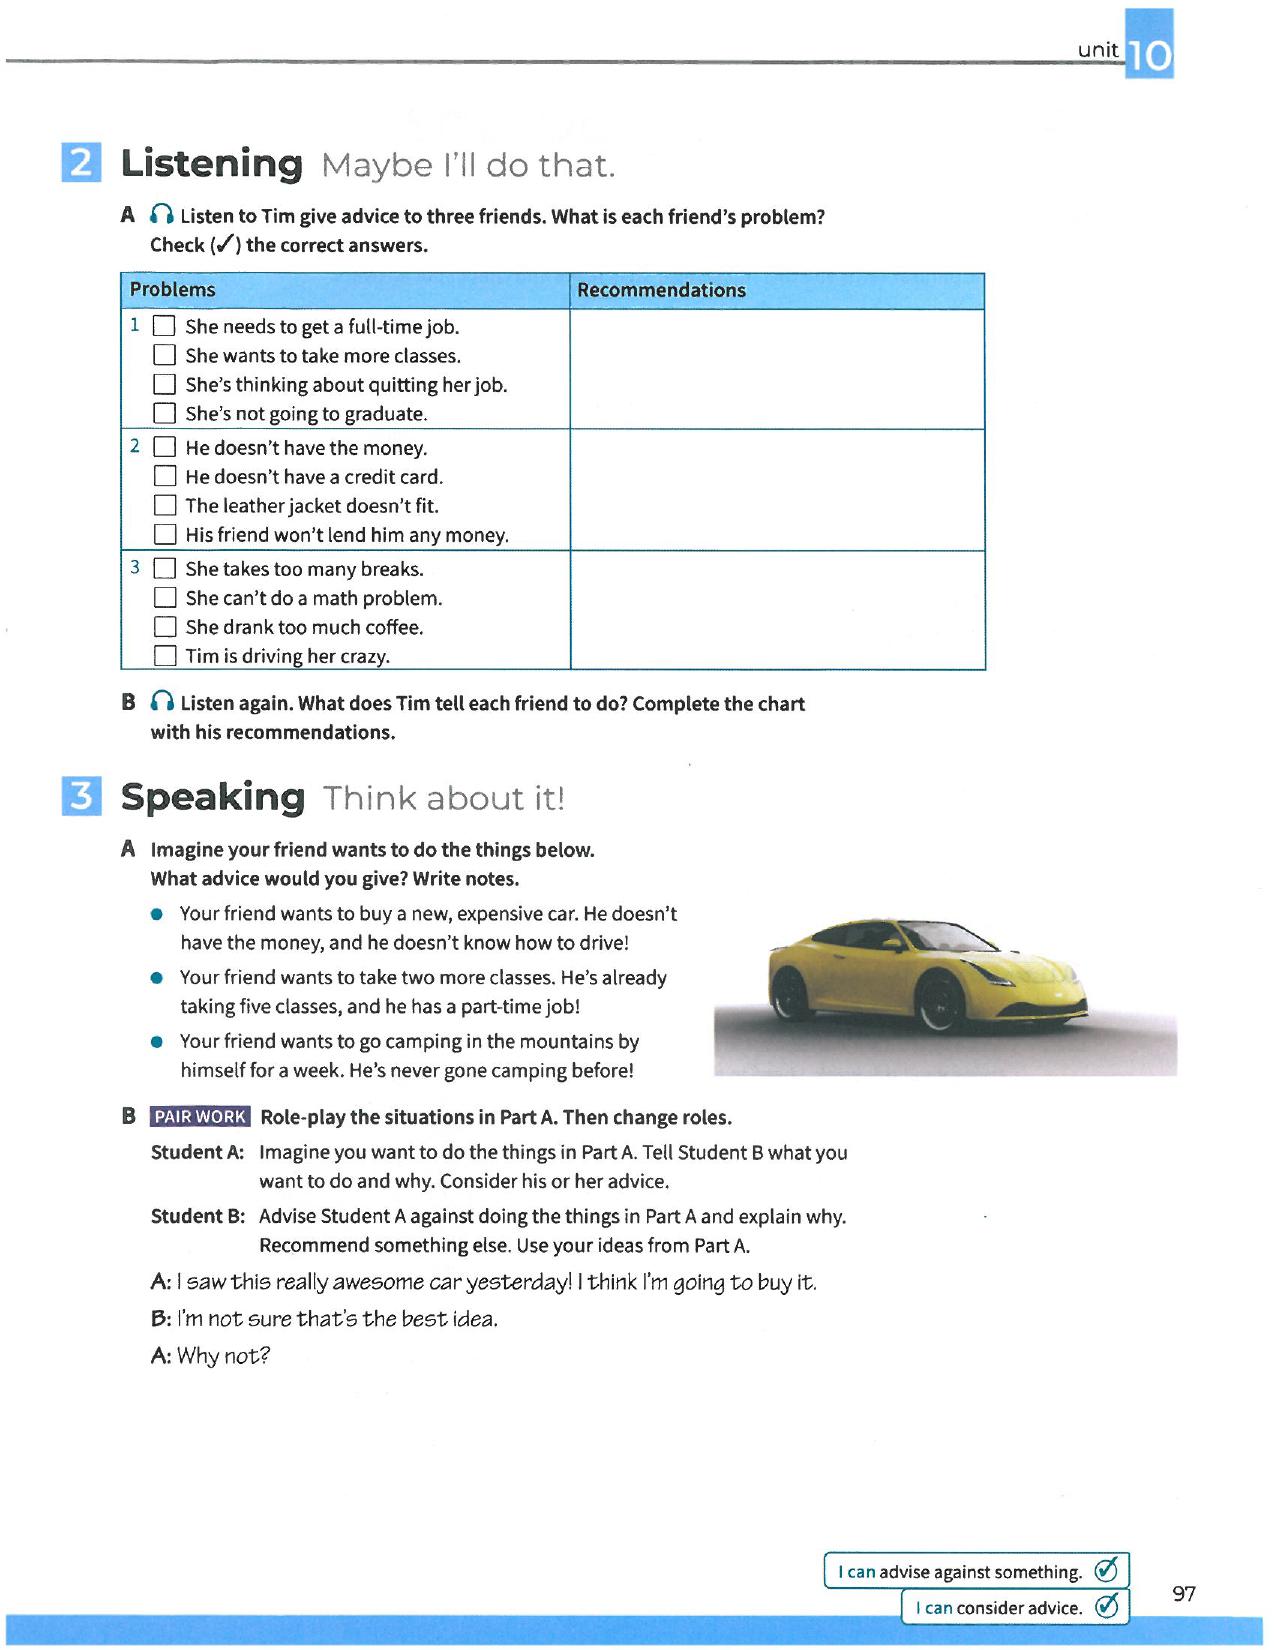 unit 10
2 Listening Maybe I'll do that.
A Listen to Tim give advice to three friends. What is each friend's problem?
Check (✓) the correct answers.
Problems Recommendations
1 □ She needs to get a full-time job.
□ She wants to take more classes.
□ She's thinking about quitting her job.
□ She's not going to graduate.
2 □ He doesn't have the money.
□ He doesn't have a credit card.
□ The leather jacket doesn't fit.
□ His friend won't lend him any money.
3 □ She takes too many breaks.
□ She can't do a math problem.
□ She drank too much coffee.
□ Tim is driving her crazy.
B Listen again. What does Tim tell each friend to do? Complete the chart
with his recommendations.
3 Speaking Think about it!
A Imagine your friend wants to do the things below.
What advice would you give? Write notes.
• Your friend wants to buy a new, expensive car. He doesn't
have the money, and he doesn't know how to drive!
• Your friend wants to take two more classes. He's already
taking five classes, and he has a part-time job!
• Your friend wants to go camping in the mountains by
himself for a week. He's never gone camping before!
B PAIR WORK Role-play the situations in Part A. Then change roles.
Student A: Imagine you want to do the things in Part A. Tell Student B what you
want to do and why. Consider his or her advice.
Student B: Advise Student A against doing the things in Part A and explain why.
Recommend something else. Use your ideas from Part A.
A: I saw this really awesome car yesterday! I think I'm going to buy it.
B: I'm not sure that's the best idea.
A: Why not?
I can advise against something.
I can consider advice.
97